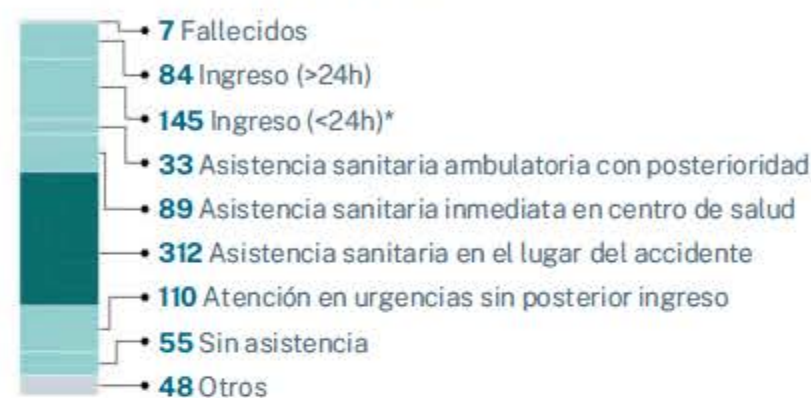 7 Fallecidos
84 Ingreso (>24h)
145 Ingreso (<24h)*
33 Asistencia sanitaria ambulatoria con posterioridad
89 Asistencia sanitaria inmediata en centro de salud
312 Asistencia sanitaria en el lugar del accidente
110 Atención en urgencias sin posterior ingreso
55 Sin asistencia
48 Otros